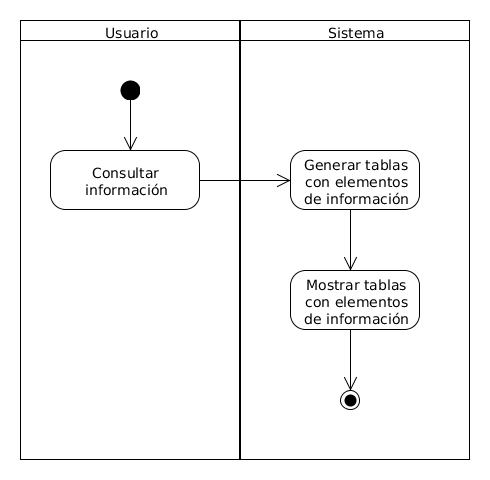 Usuario
Sistema
Consultar
información
Generar tablas
con elementos
de información
Mostrar tablas
con elementos
de información